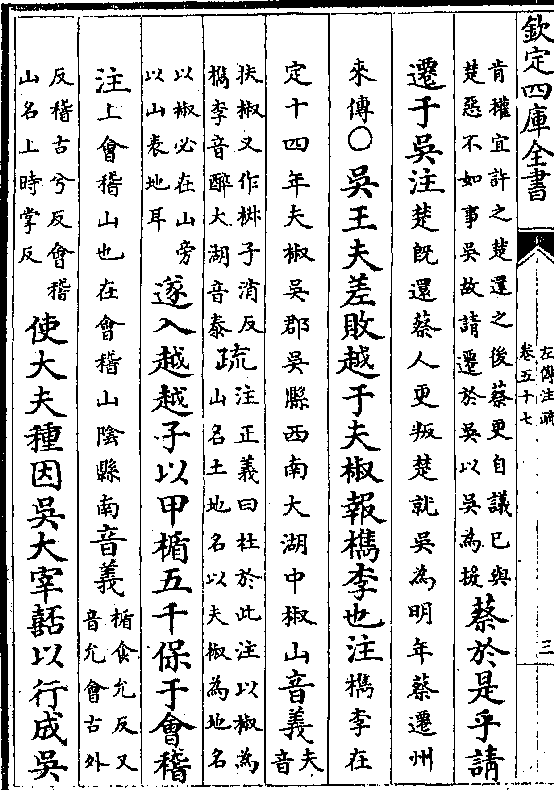 欽定四庫全書
左傳注疏
卷五十七
三
肯權宜許之楚還之後蔡更自議已與
楚惡不如事吳故請遷於吳以吳為援
蔡於是乎請
遷于吳注楚既還蔡人更叛楚就吳為明年蔡遷州
來傳○吳王夫差敗越于夫椒報檇李也注檇李在
定十四年夫椒吳郡吳縣西南大湖中椒山音義
夫音
扶椒又作椒子消反
檇李音醉大湖音泰
疏
注正義曰杜於此注以椒為
山名土地名以夫椒為地名
以椒必在山旁
以山表地耳
遂入越越子以甲楯五千保于會稽
注上會稽山也在會稽山陰縣南音義
楯食允反又
音允會古外
反稽古兮反會稽
山名上時掌反
使大夫種因吳大宰嚭以行成吳